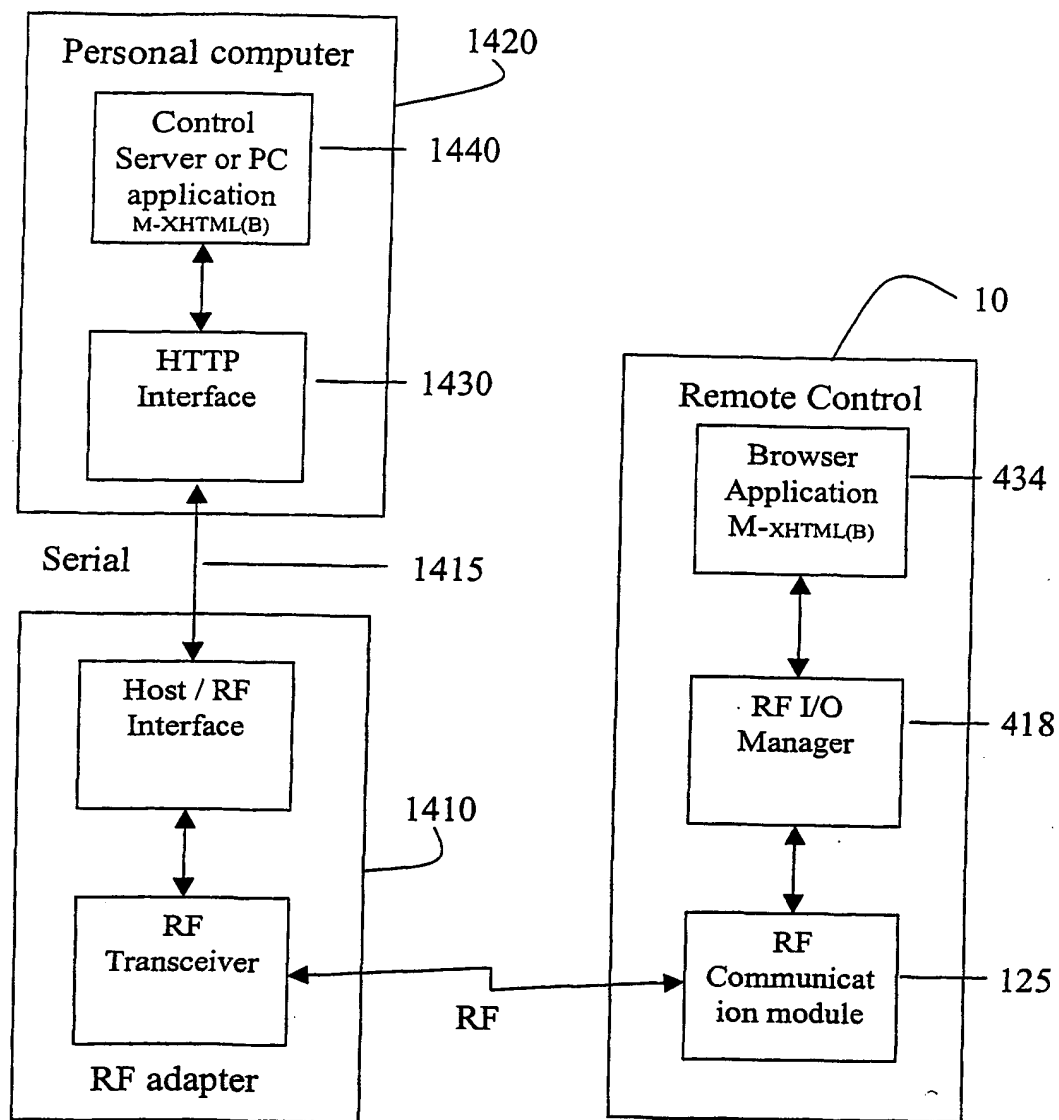 Personal computer
1420
Control
Server or PC
application
M-XHTML(B)
1440
HTTP
Interface
1430
Serial
1415
Host / RF
Interface
1410
RF
Transceiver
RF adapter
RF
10
Remote Control
Browser
Application
M-XHTML(B)
434
RF I/O
Manager
418
RF
Communicat
ion module
125